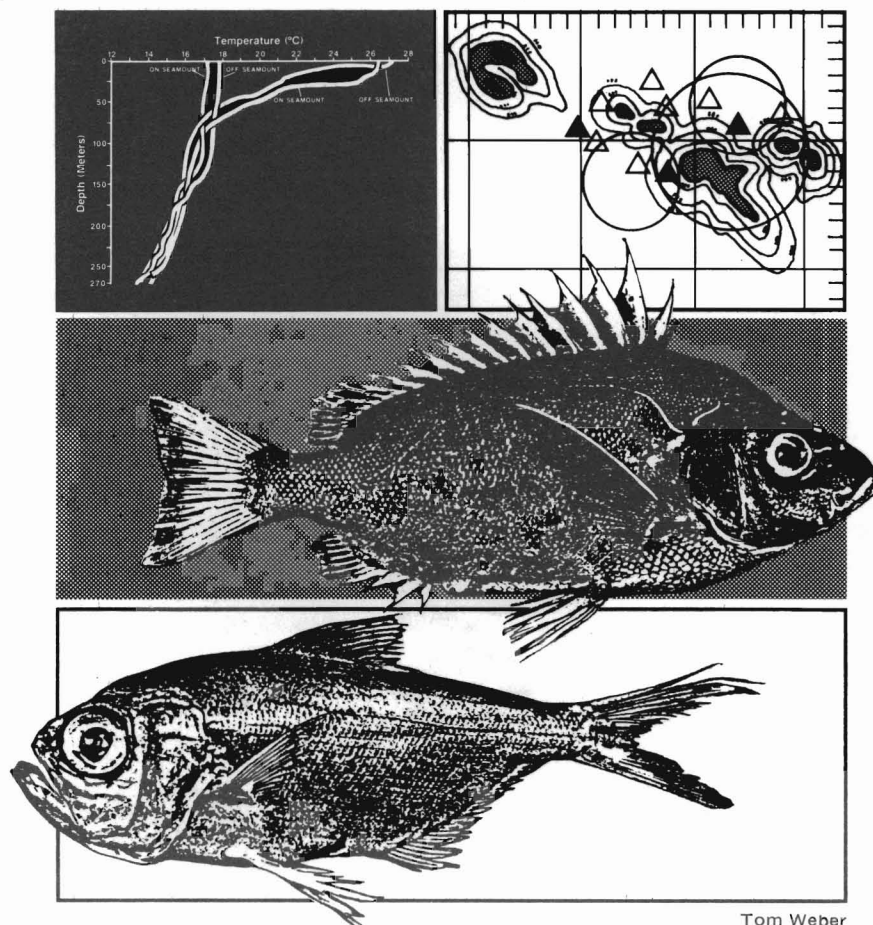 Temperature (°C)
12 14 16 18 20 22 24 26 28
0
ON SEAMOUNT OFF SEAMOUNT
ON SEAMOUNT OFF SEAMOUNT
50
100
150
200
250
270
Depth (Meters)
Tom Weber